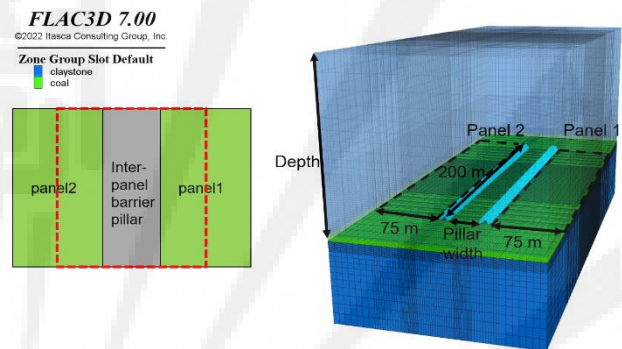 FLAC3D 7.00
©2022 Itasca Consulting Group, Inc.
Zone Group Slot Default
claystone
coal
panel2
Inter-
panel
barrier
pillar
panel1
Depth
Panel 2
Panel 1
200 m
75 m
Pillar
width
75 m